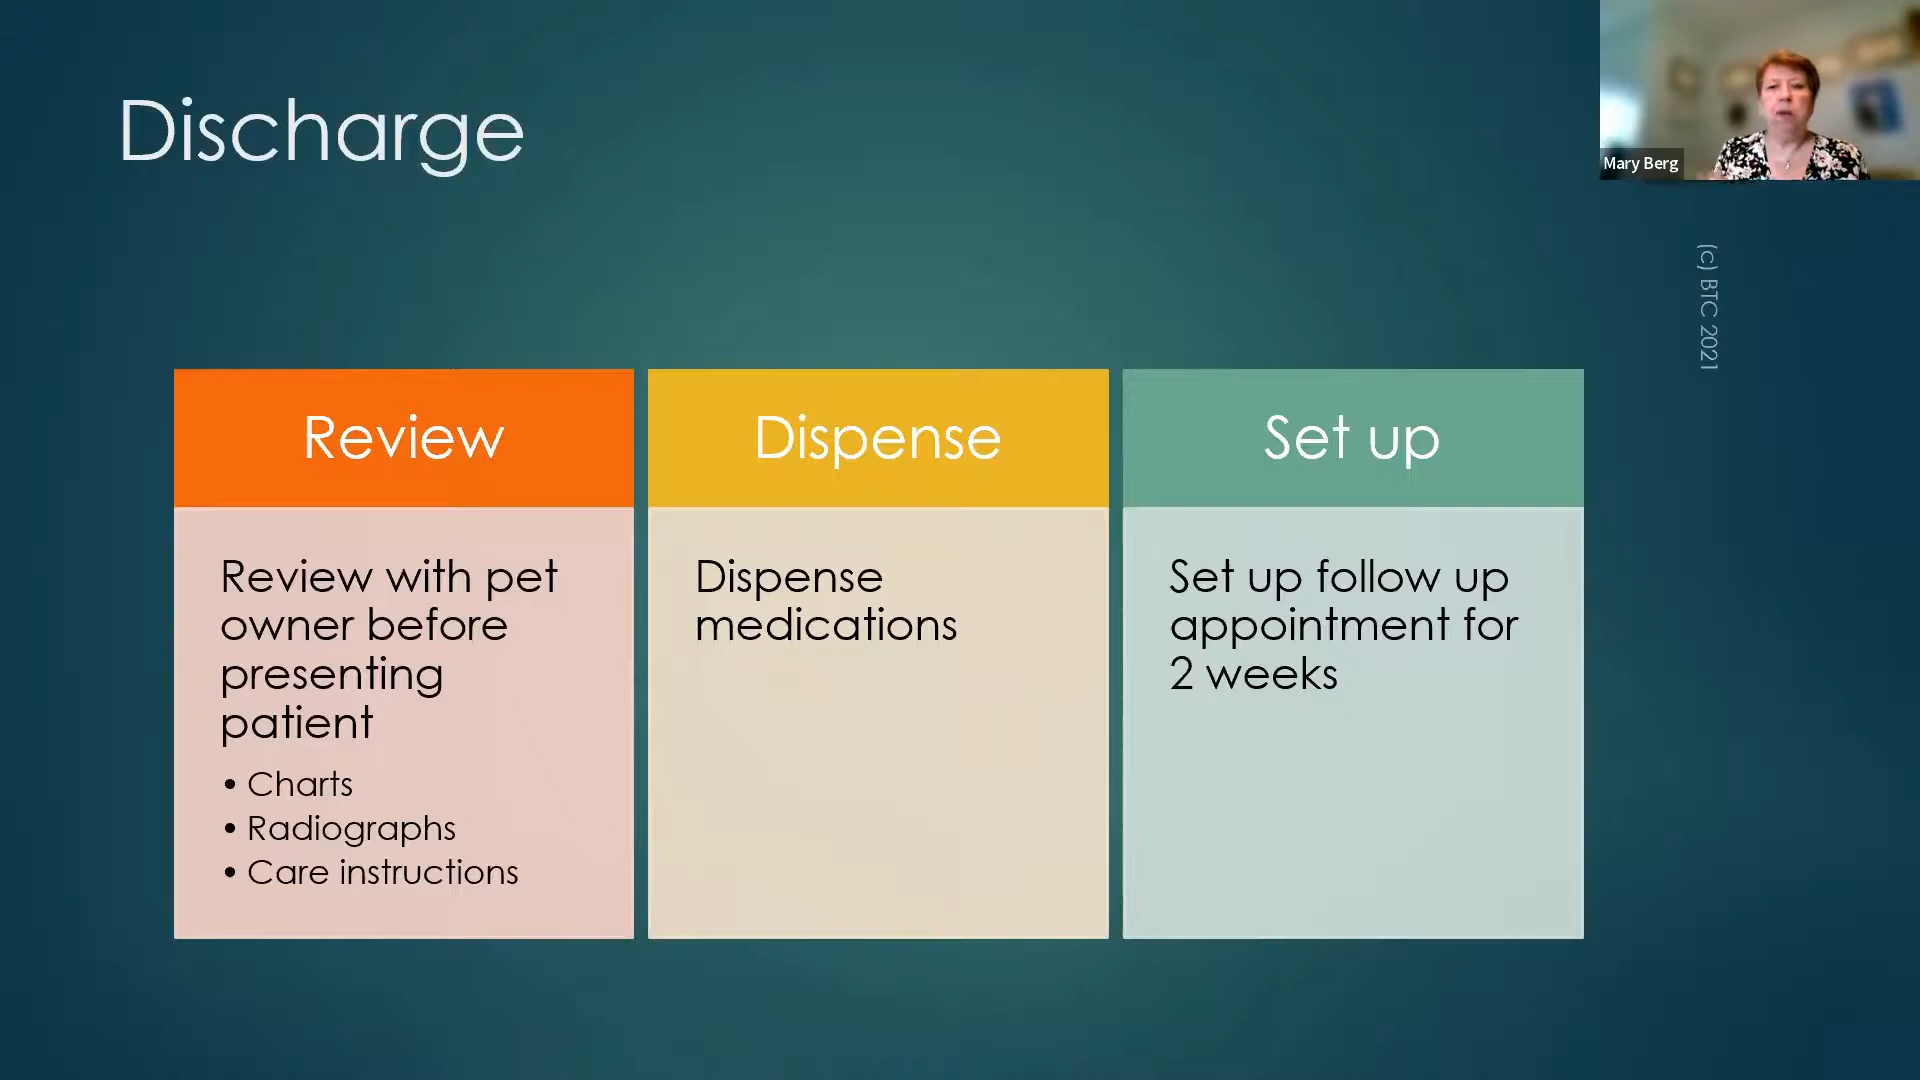 Discharge
Mary Berg
(c) BTC 2021
Review
Review with pet
owner before
presenting
patient
• Charts
• Radiographs
• Care instructions
Dispense
Dispense
medications
Set up
Set up follow up
appointment for
2 weeks